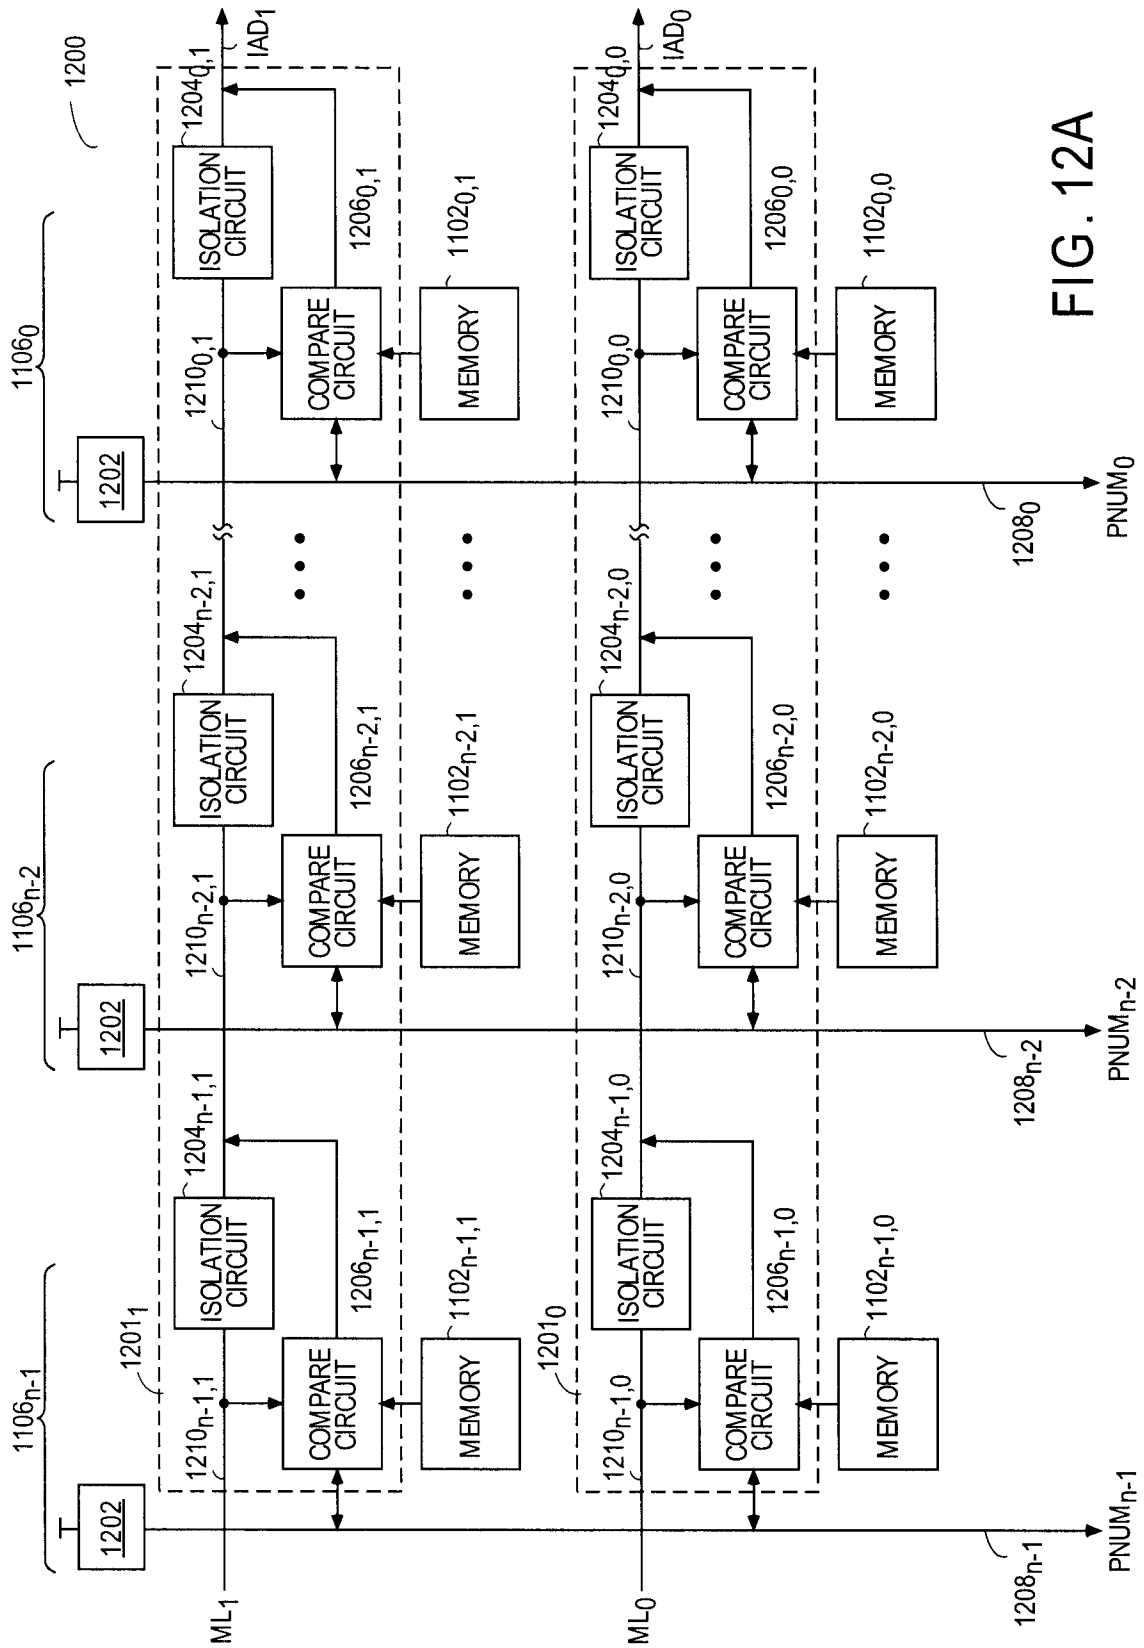 1200
1106n-1
1106n-2
11060
1202
1202
1202
12011
ML1
1210n-1,1
ISOLATION
CIRCUIT
1204n-1,1
1210n-2,1
ISOLATION
CIRCUIT
1204n-2,1
12100,1
ISOLATION
CIRCUIT
12040,1
IAD1
COMPARE
CIRCUIT
1206n-1,1
COMPARE
CIRCUIT
1206n-2,1
COMPARE
CIRCUIT
12060,1
MEMORY
1102n-1,1
MEMORY
1102n-2,1
MEMORY
11020,1
12010
ML0
1210n-1,0
ISOLATION
CIRCUIT
1204n-1,0
1210n-2,0
ISOLATION
CIRCUIT
1204n-2,0
12100,0
ISOLATION
CIRCUIT
12040,0
IAD0
COMPARE
CIRCUIT
1206n-1,0
COMPARE
CIRCUIT
1206n-2,0
COMPARE
CIRCUIT
12060,0
MEMORY
1102n-1,0
MEMORY
1102n-2,0
MEMORY
11020,0
1208n-1
1208n-2
12080
PNUMn-1
PNUMn-2
PNUM0
FIG. 12A